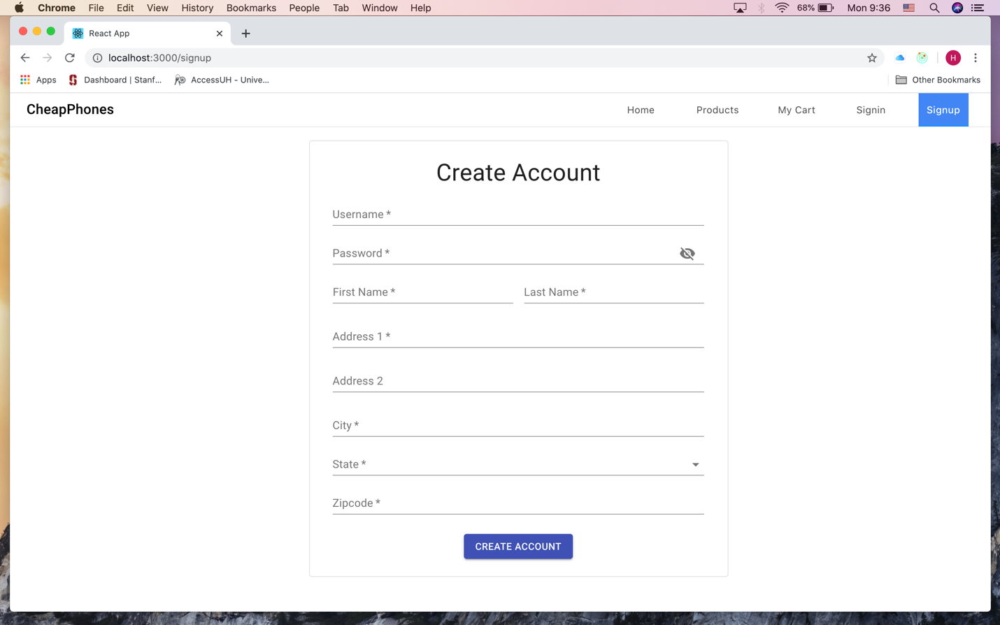 Chrome File Edit View History Bookmarks People Tab Window Help 68% Mon 9:36
React App
localhost:3000/signup H
Apps Dashboard | Stanf... AccessUH - Unive... Other Bookmarks
CheapPhones Home Products My Cart Signin Signup
Create Account
Username *
Password *
First Name * Last Name *
Address 1 *
Address 2
City *
State *
Zipcode *
CREATE ACCOUNT